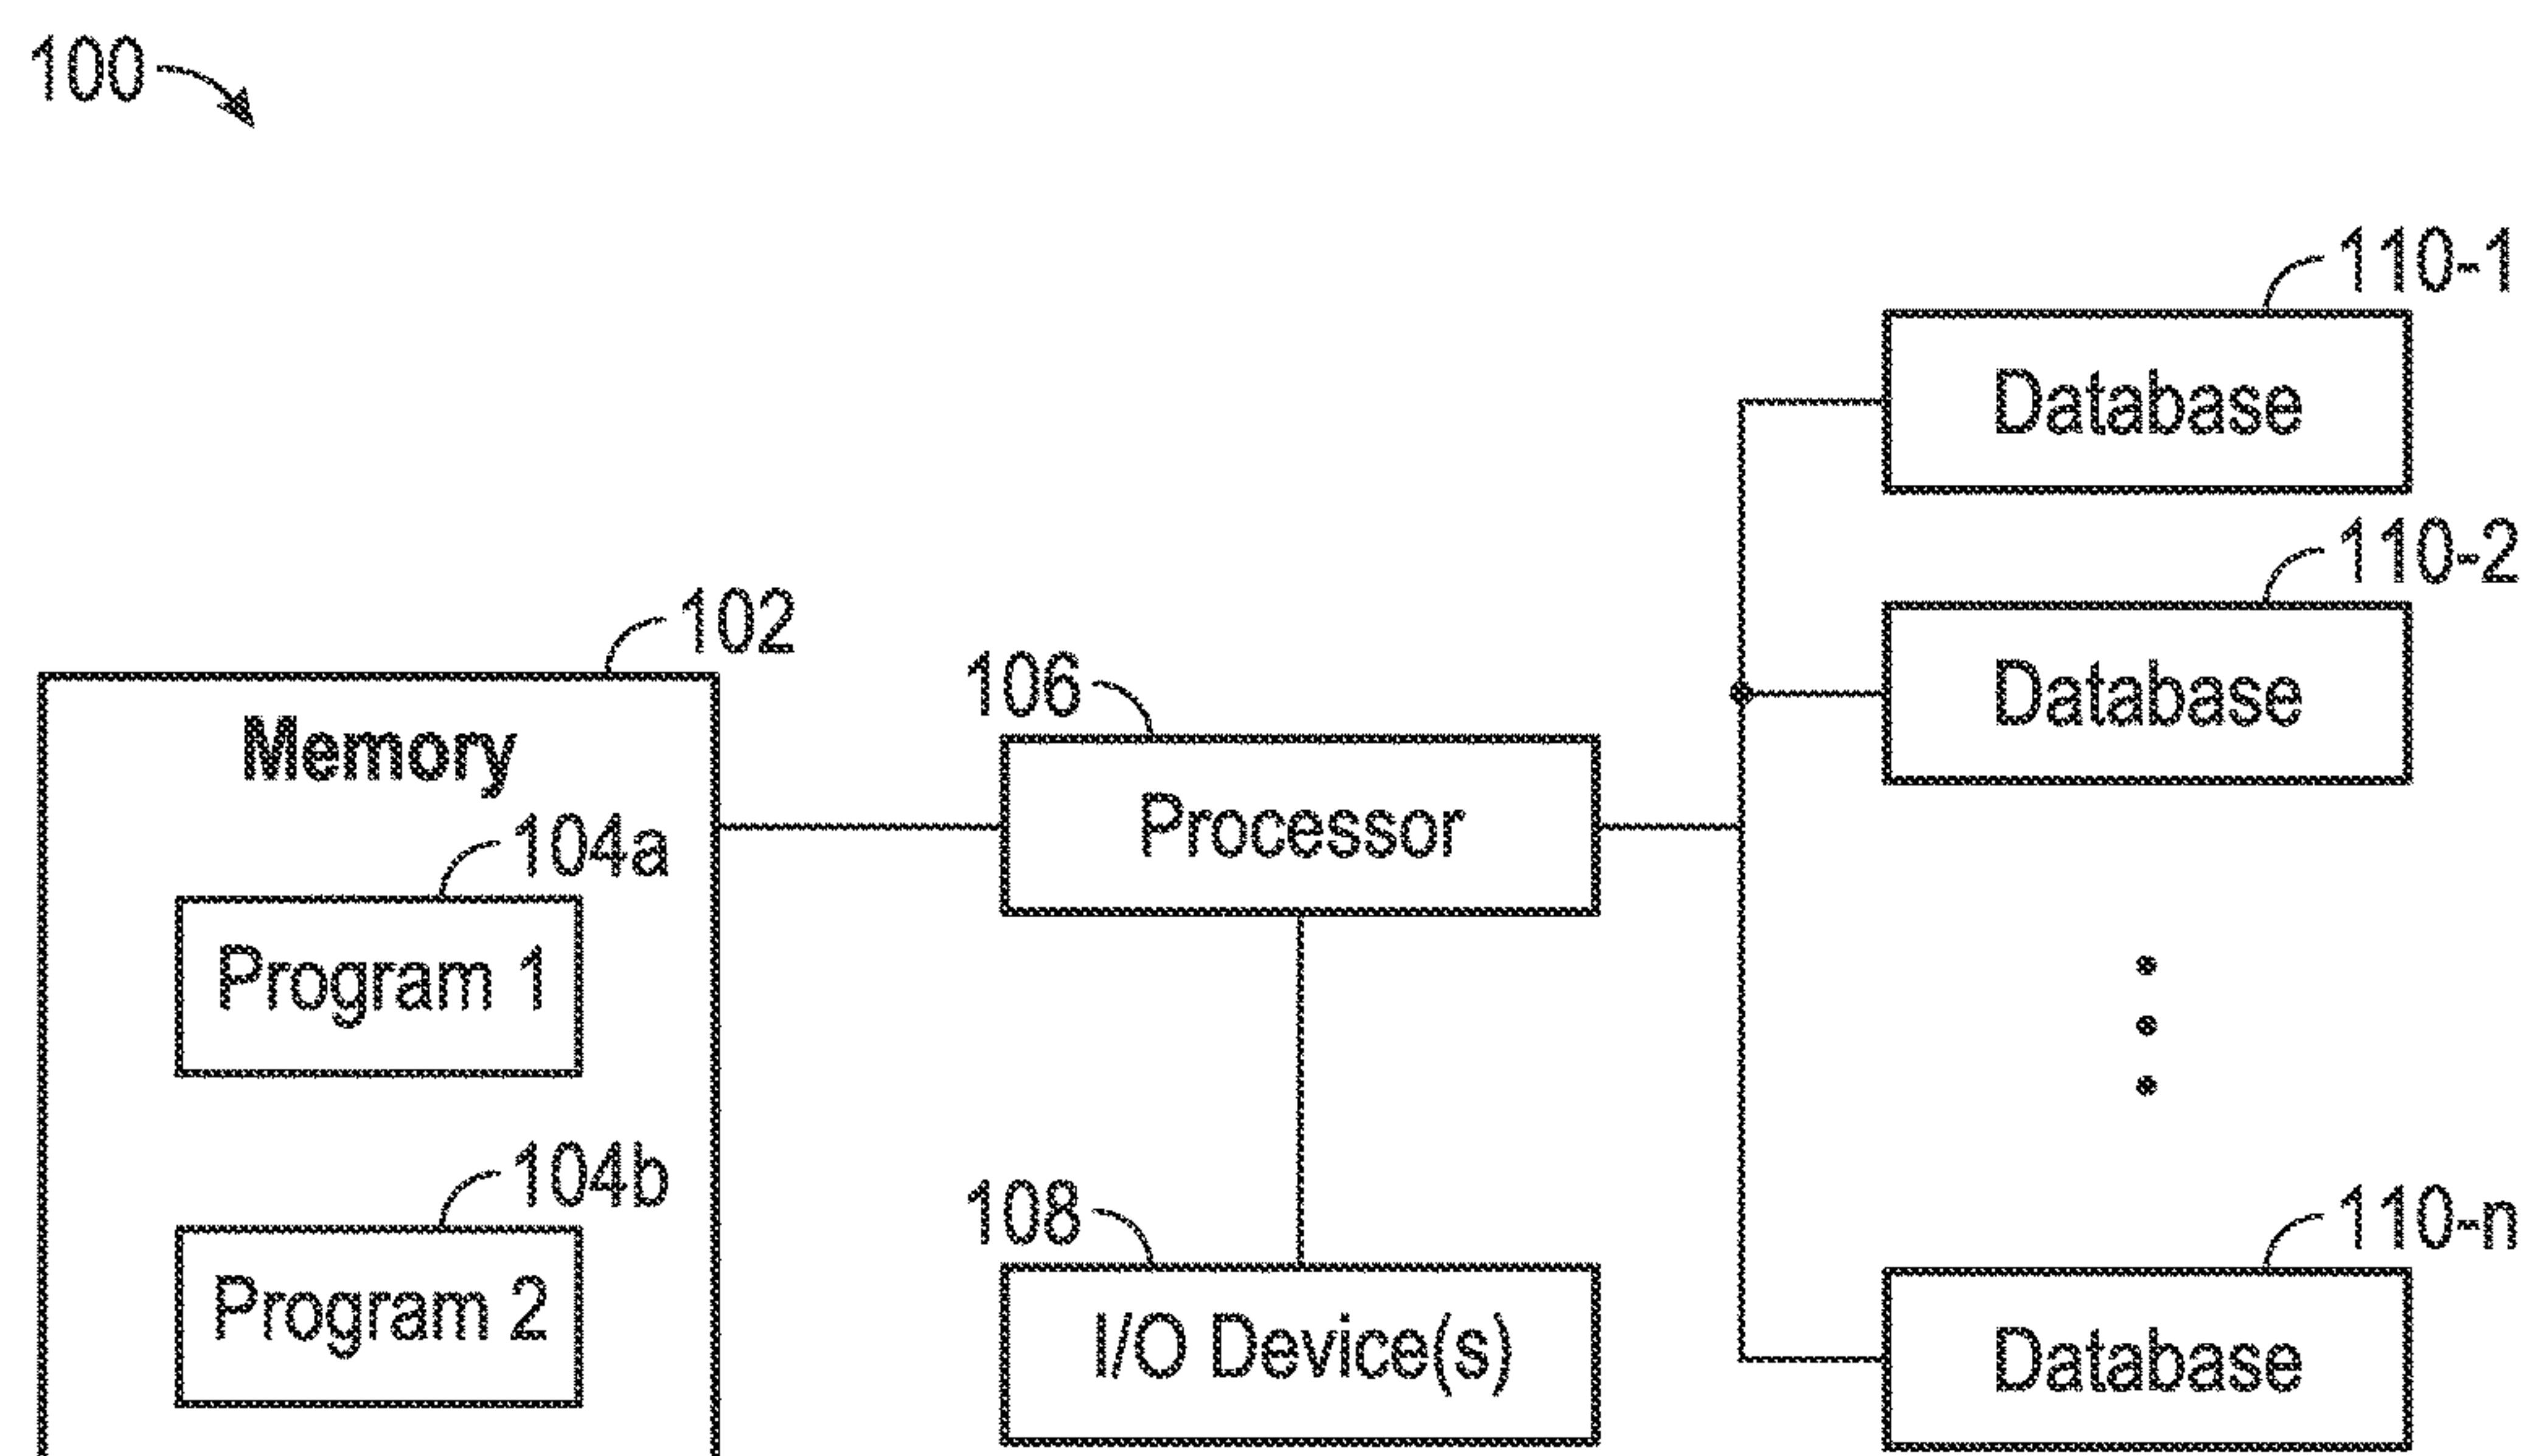 100
110-1
Database
110-2
Database
102
Memory
106
Processor
104a
Program 1
104b
Program 2
108
I/O Device(s)
110-n
Database